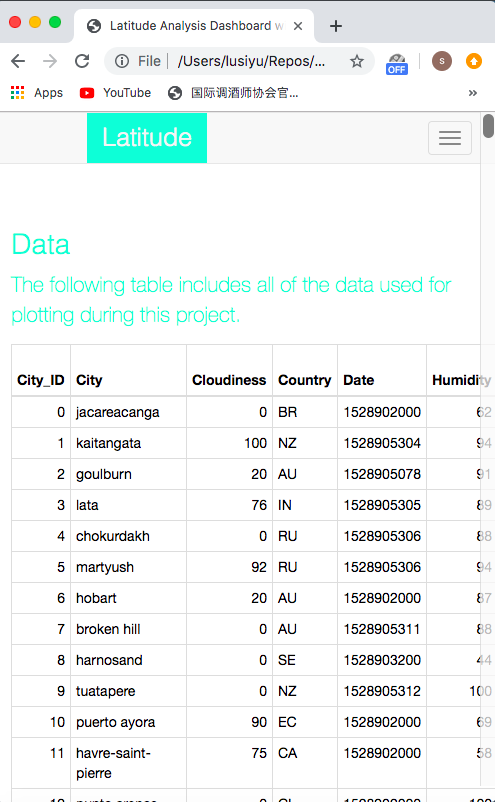 Latitude Analysis Dashboard w
File | /Users/lusiyu/Repos/...
OFF
S
Apps YouTube 国际调酒师协会官... »
Latitude
Data
The following table includes all of the data used for
plotting during this project.
City_ID City Cloudiness Country Date Humidity
0 jacareacanga 0 BR 1528902000 62
1 kaitangata 100 NZ 1528905304 94
2 goulburn 20 AU 1528905078 91
3 lata 76 IN 1528905305 89
4 chokurdakh 0 RU 1528905306 88
5 martyush 92 RU 1528905306 94
6 hobart 20 AU 1528902000 87
7 broken hill 0 AU 1528905311 88
8 harnosand 0 SE 1528903200 44
9 tuatapere 0 NZ 1528905312 100
10 puerto ayora 90 EC 1528902000 69
11 havre-saint- 75 CA 1528902000 58
pierre